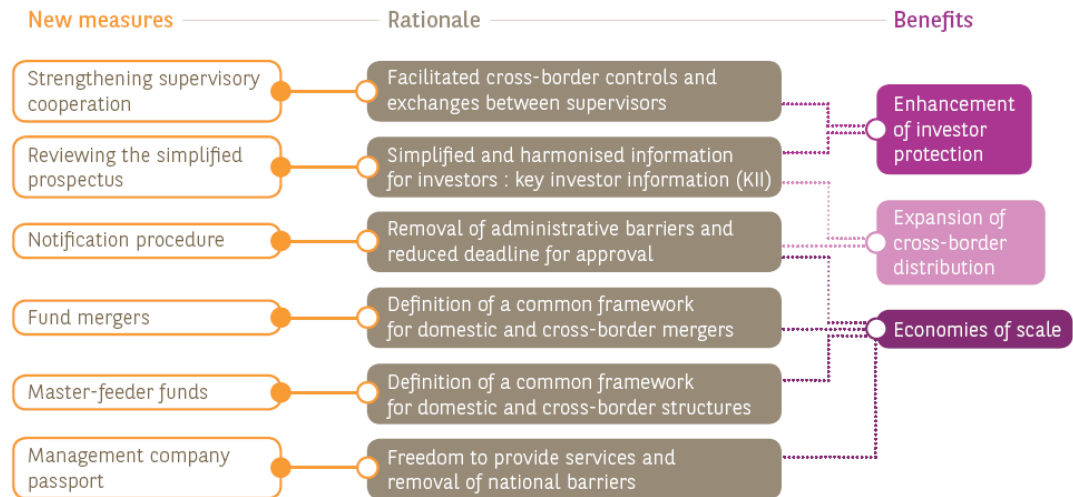 New measures
Rationale
Benefits
Strengthening supervisory
cooperation
Facilitated cross-border controls and
exchanges between supervisors
Enhancement
of investor
protection
Reviewing the simplified
prospectus
Simplified and harmonised information
for investors : key investor information (KII)
Notification procedure
Removal of administrative barriers and
reduced deadline for approval
Expansion of
cross-border
distribution
Fund mergers
Definition of a common framework
for domestic and cross-border mergers
Economies of scale
Master-feeder funds
Definition of a common framework
for domestic and cross-border structures
Management company
passport
Freedom to provide services and
removal of national barriers